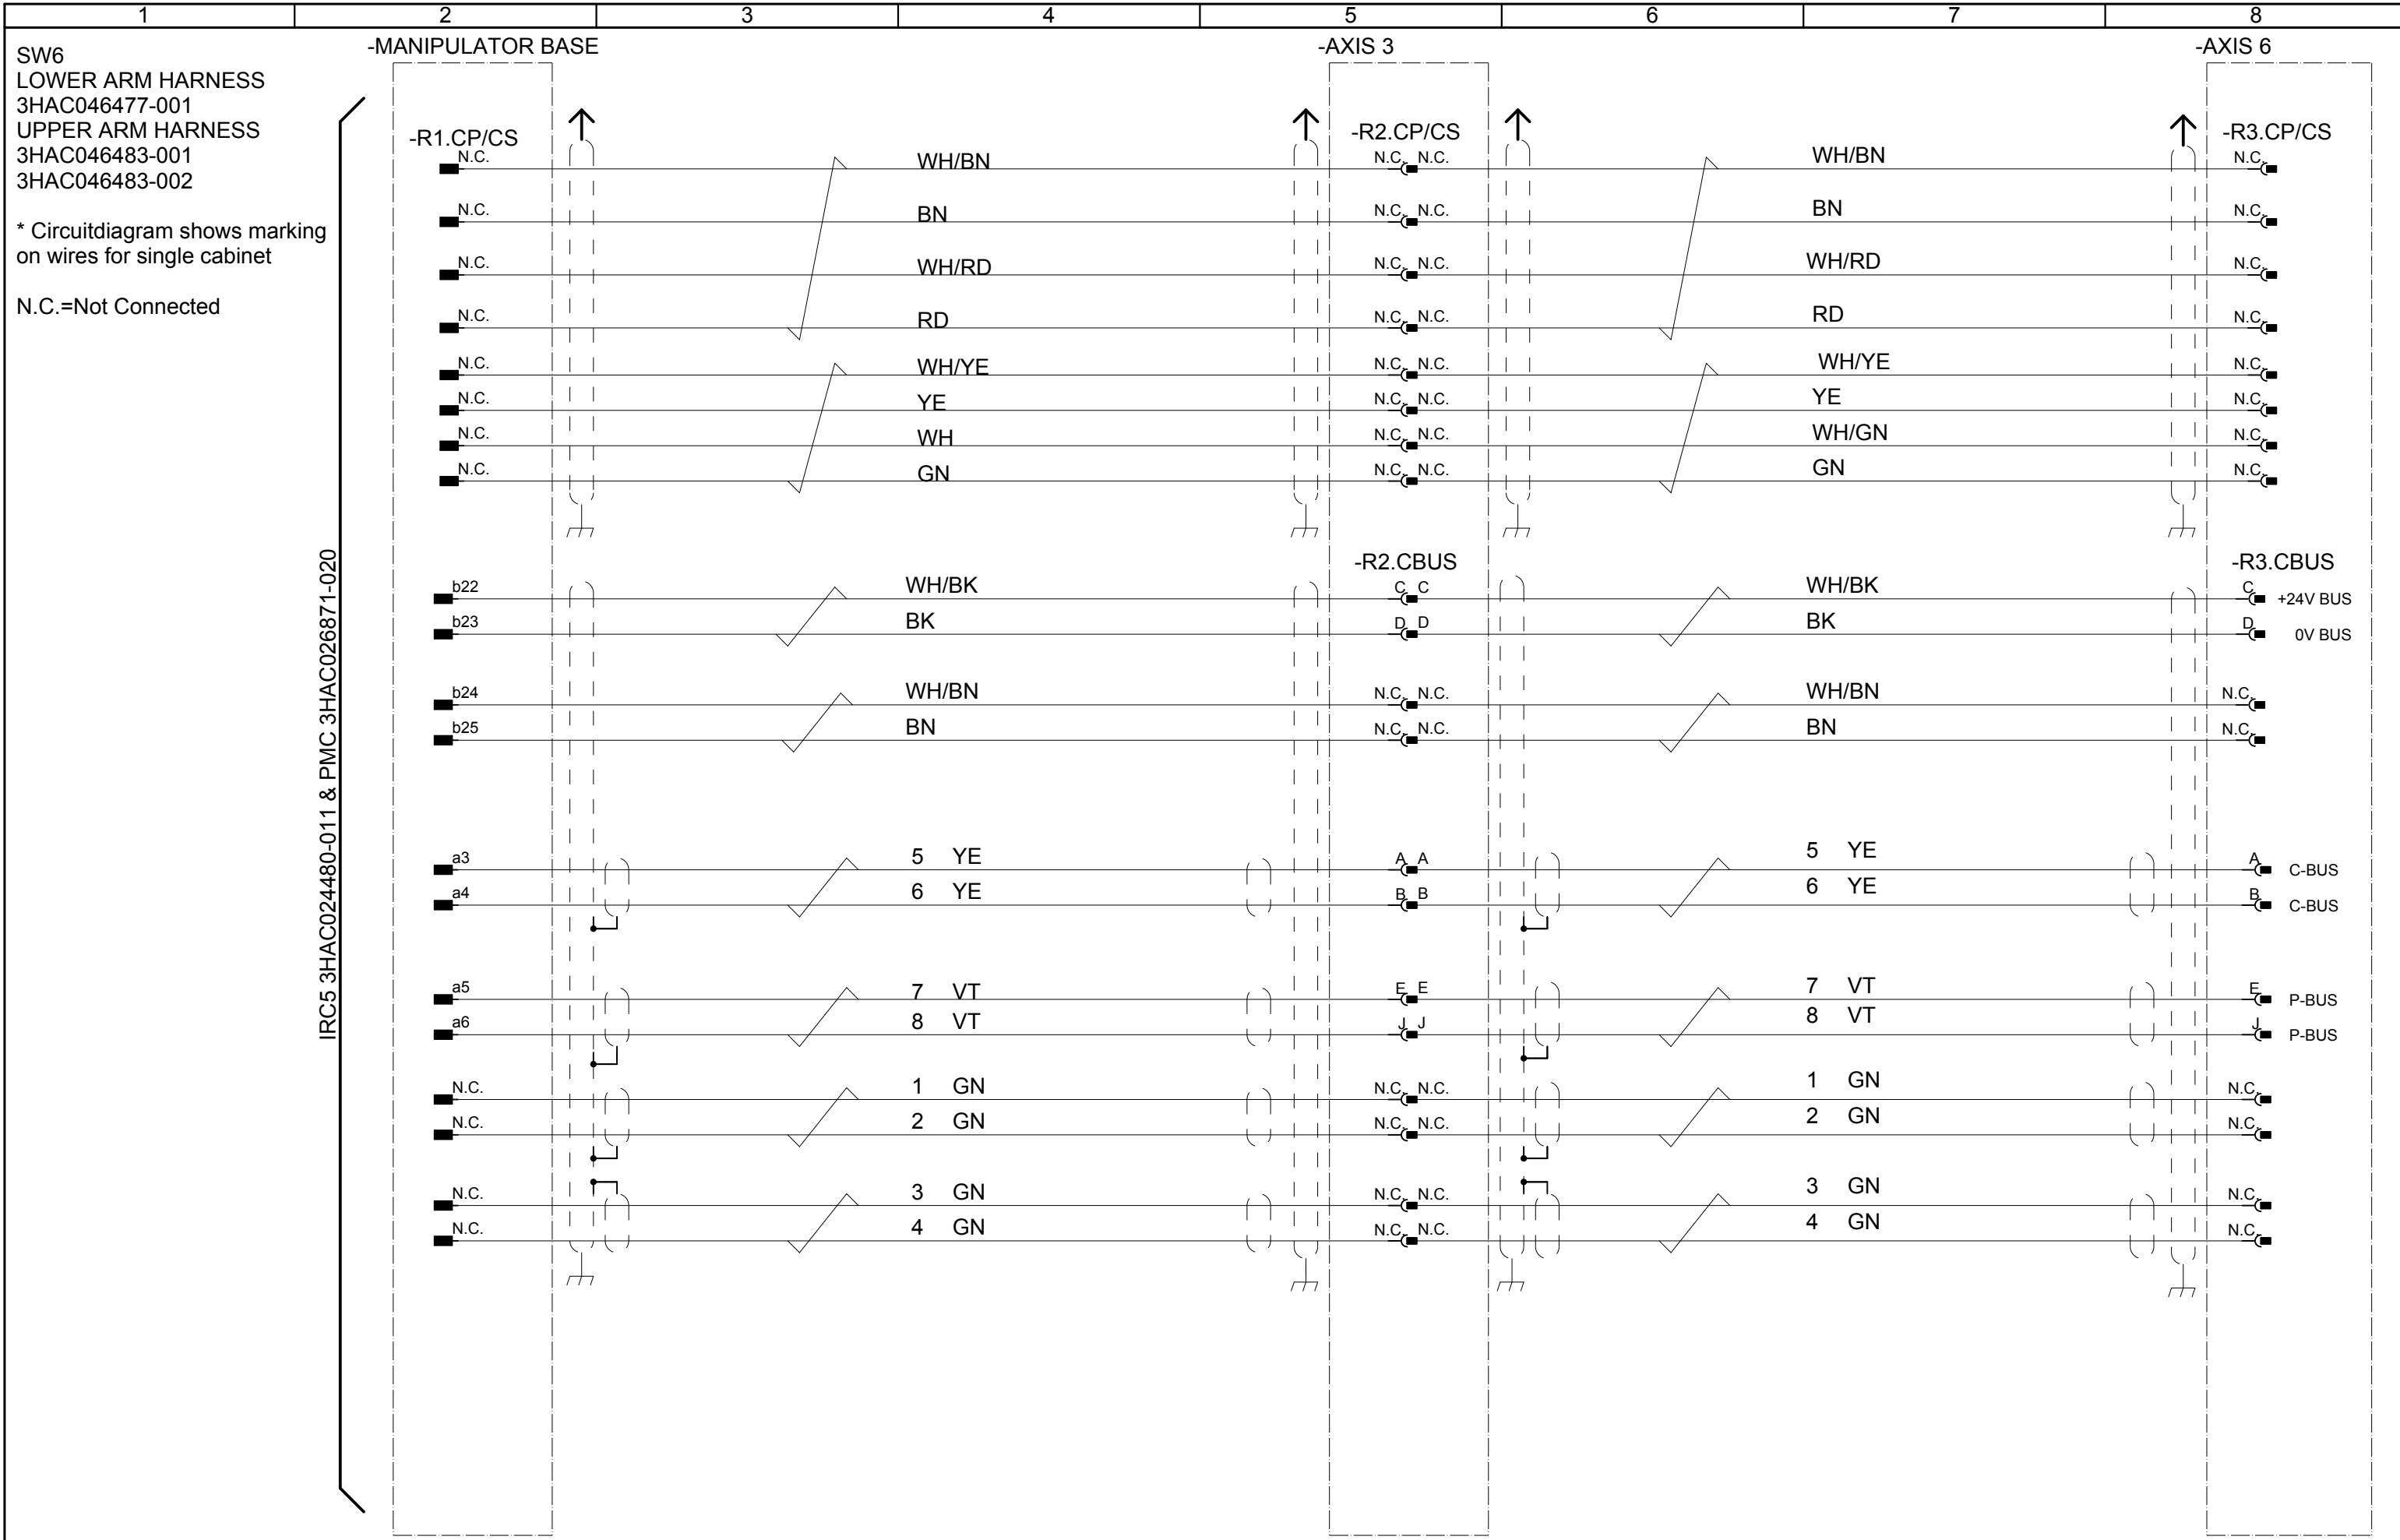 1 2 3 4 5 6 7 8
SW6
LOWER ARM HARNESS
3HAC046477-001
UPPER ARM HARNESS
3HAC046483-001
3HAC046483-002
* Circuitdiagram shows marking
on wires for single cabinet
N.C.=Not Connected
IRC5 3HAC024480-011 & PMC 3HAC026871-020
-MANIPULATOR BASE -AXIS 3 -AXIS 6
-R1.CP/CS -R2.CP/CS -R3.CP/CS
N.C. WH/BN N.C. N.C. WH/BN N.C.
N.C. BN N.C. N.C. BN N.C.
N.C. WH/RD N.C. N.C. WH/RD N.C.
N.C. RD N.C. N.C. RD N.C.
N.C. WH/YE N.C. N.C. WH/YE N.C.
N.C. YE N.C. N.C. YE N.C.
N.C. WH N.C. N.C. WH/GN N.C.
N.C. GN N.C. N.C. GN N.C.
-R2.CBUS -R3.CBUS
b22 WH/BK C C WH/BK C +24V BUS
b23 BK D D BK D 0V BUS
b24 WH/BN N.C. N.C. WH/BN N.C.
b25 BN N.C. N.C. BN N.C.
a3 5 YE A A 5 YE A C-BUS
a4 6 YE B B 6 YE B C-BUS
a5 7 VT E E 7 VT E P-BUS
a6 8 VT J J 8 VT J P-BUS
N.C. 1 GN N.C. N.C. 1 GN N.C.
N.C. 2 GN N.C. N.C. 2 GN N.C.
N.C. 3 GN N.C. N.C. 3 GN N.C.
N.C. 4 GN N.C. N.C. 4 GN N.C.